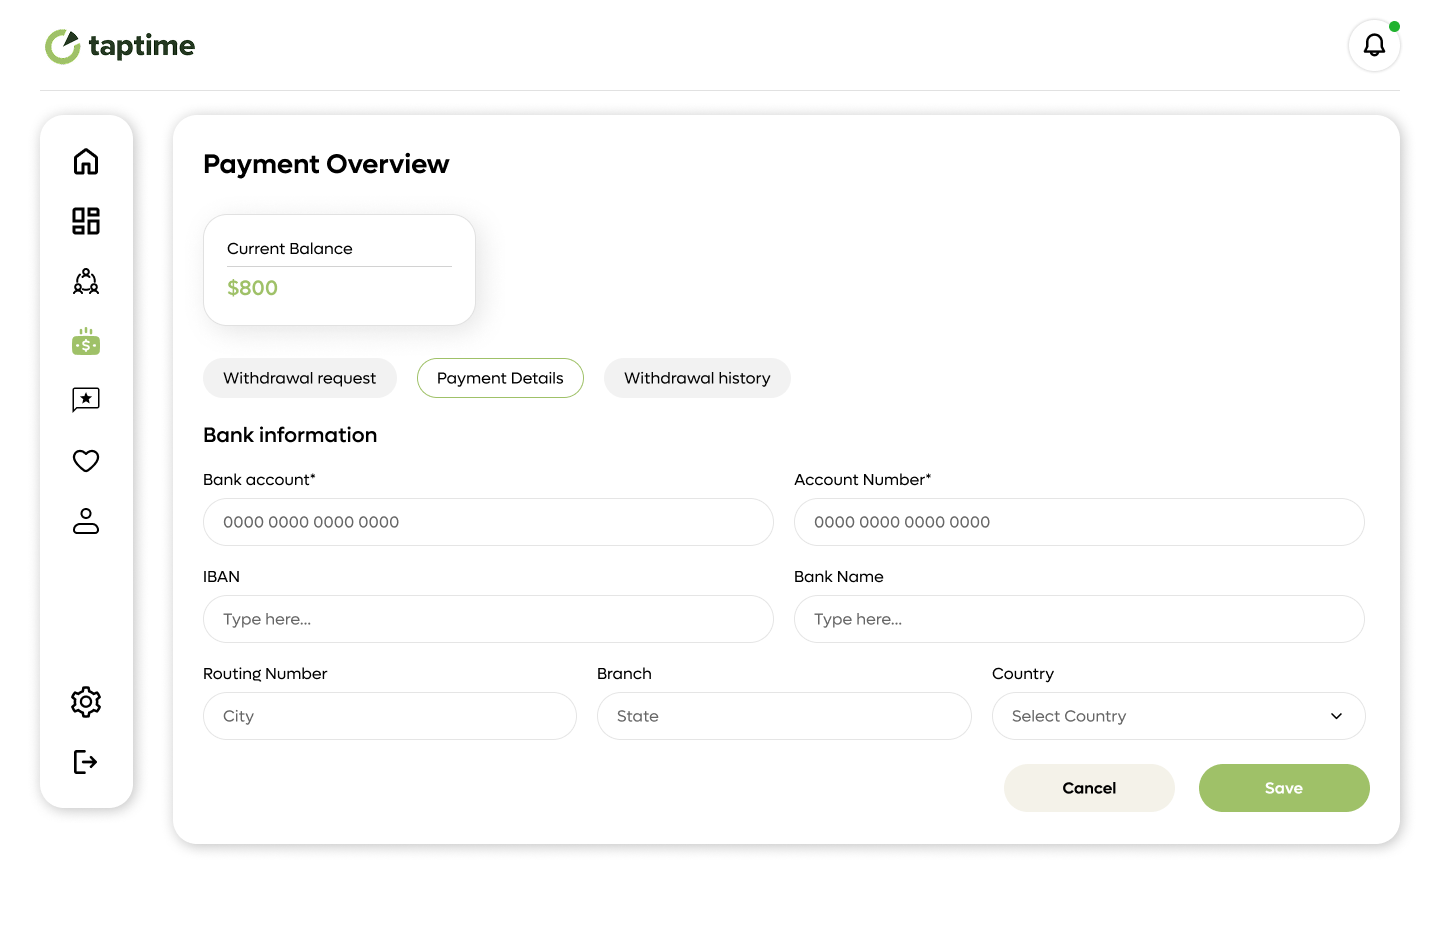 taptime
Payment Overview
Current Balance
$800
Withdrawal request
Payment Details
Withdrawal history
Bank information
Bank account*
Account Number*
0000 0000 0000 0000
0000 0000 0000 0000
IBAN
Bank Name
Type here...
Type here...
Routing Number
Branch
Country
City
State
Select Country
Cancel
Save